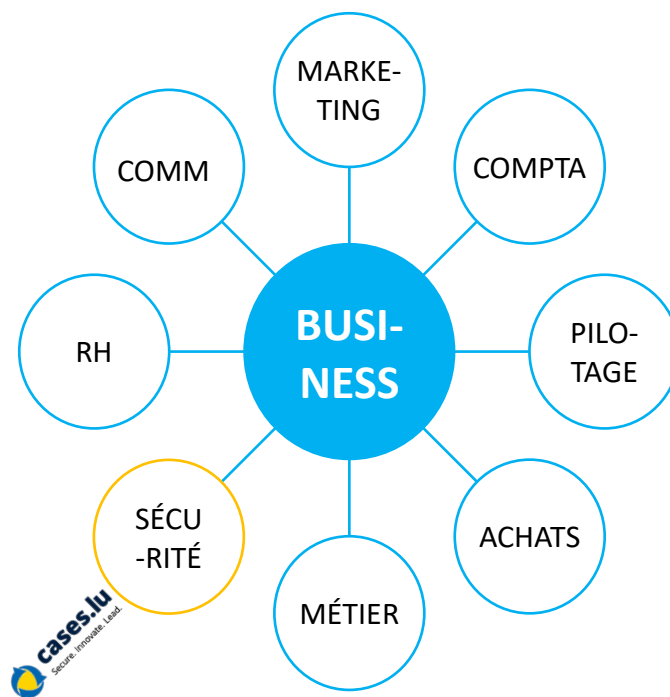 MARKE-
TING
COMM
COMPTA
BUSI-
NESS
RH
PILO-
TAGE
SÉCU
-RITÉ
ACHATS
MÉTIER
cases.lu
Secure. Innovate. Lead.